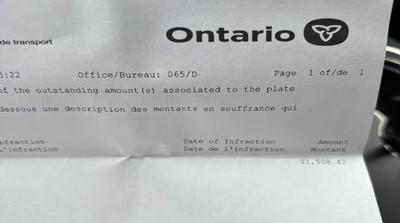 Ontario
de transport
:22 Office/Bureau: 065/D Page 1 of/de 1
of the outstanding amount(s) associated to the plate
dessous une description des montants en souffrance qui
nfraction Date of Infraction Amount
l'infraction Date de l'infraction Montant
$1,508.42